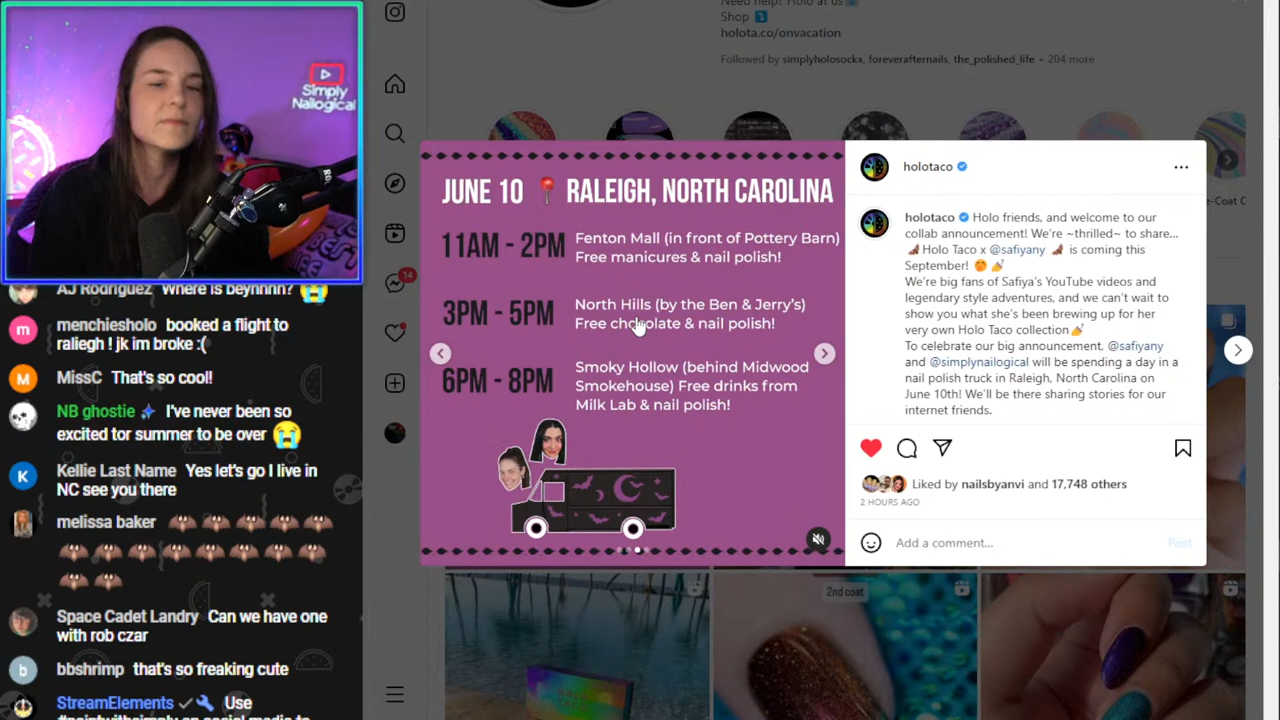 Simply
Nailogical
AJ Rodriguez Where is beynnnn? 😭
menchiesholo booked a flight to
raliegh ! jk im broke :(
MissC That's so cool!
NB ghostie I've never been so
excited tor summer to be over 😭
Kellie Last Name Yes let's go I live in
NC see you there
melissa baker 🦇🦇🦇🦇🦇
🦇🦇🦇🦇🦇🦇🦇🦇
🦇🦇
Space Cadet Landry Can we have one
with rob czar
bbshrimp that's so freaking cute
StreamElements Use
14
Need help? Holo at us
Shop
holota.co/onvacation
Followed by simplyholosockx, foreverafternails, the_polished_life • 204 more
JUNE 10 📍 RALEIGH, NORTH CAROLINA
11AM - 2PM Fenton Mall (in front of Pottery Barn)
Free manicures & nail polish!
3PM - 5PM North Hills (by the Ben & Jerry's)
Free chocolate & nail polish!
6PM - 8PM Smoky Hollow (behind Midwood
Smokehouse) Free drinks from
Milk Lab & nail polish!
2nd coat
holotaco
holotaco Holo friends, and welcome to our
collab announcement! We're ~thrilled~ to share...
🦇Holo Taco x @safiyany 🦇 is coming this
September! 🤭 💅
We're big fans of Safiya's YouTube videos and
legendary style adventures, and we can't wait to
show you what she's been brewing up for her
very own Holo Taco collection 💅
To celebrate our big announcement, @safiyany
and @simplynailogical will be spending a day in a
nail polish truck in Raleigh, North Carolina on
June 10th! We'll be there sharing stories for our
internet friends.
Liked by nailsbyanvi and 17,748 others
2 HOURS AGO
Add a comment...
Post